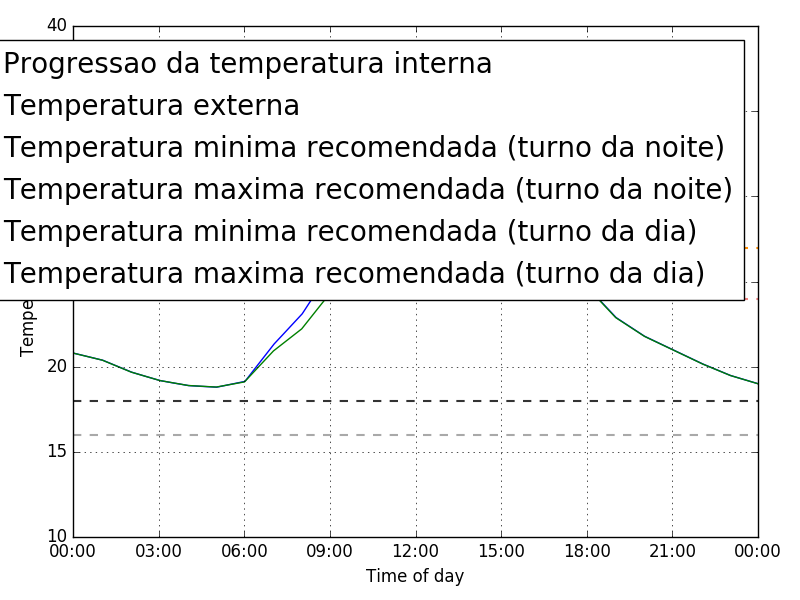 40
Progressao da temperatura interna
Temperatura externa
Temperatura minima recomendada (turno da noite)
Temperatura maxima recomendada (turno da noite)
Temperatura minima recomendada (turno da dia)
Temperatura maxima recomendada (turno da dia)
Tempe
20
15
10
00:00 03:00 06:00 09:00 12:00 15:00 18:00 21:00 00:00
Time of day